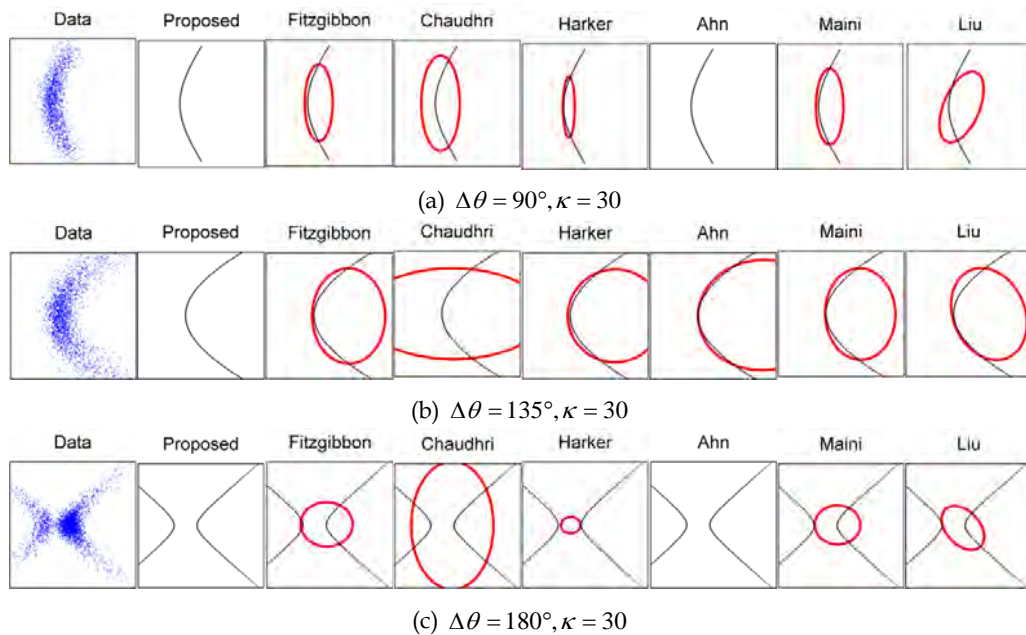 Data Proposed Fitzgibbon Chaudhri Harker Ahn Maini Liu
(a) Δθ = 90°, κ = 30
Data Proposed Fitzgibbon Chaudhri Harker Ahn Maini Liu
(b) Δθ = 135°, κ = 30
Data Proposed Fitzgibbon Chaudhri Harker Ahn Maini Liu
(c) Δθ = 180°, κ = 30